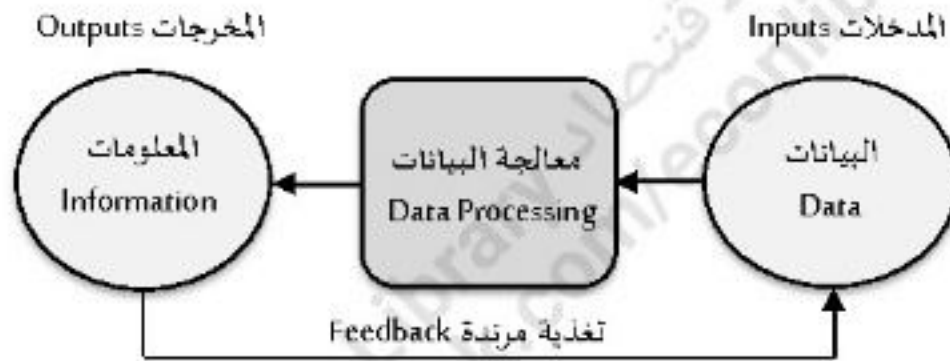 المدخلات Inputs
المخرجات Outputs
البيانات
Data
معالجة البيانات
Data Processing
المعلومات
Information
تغذية مرتدة Feedback